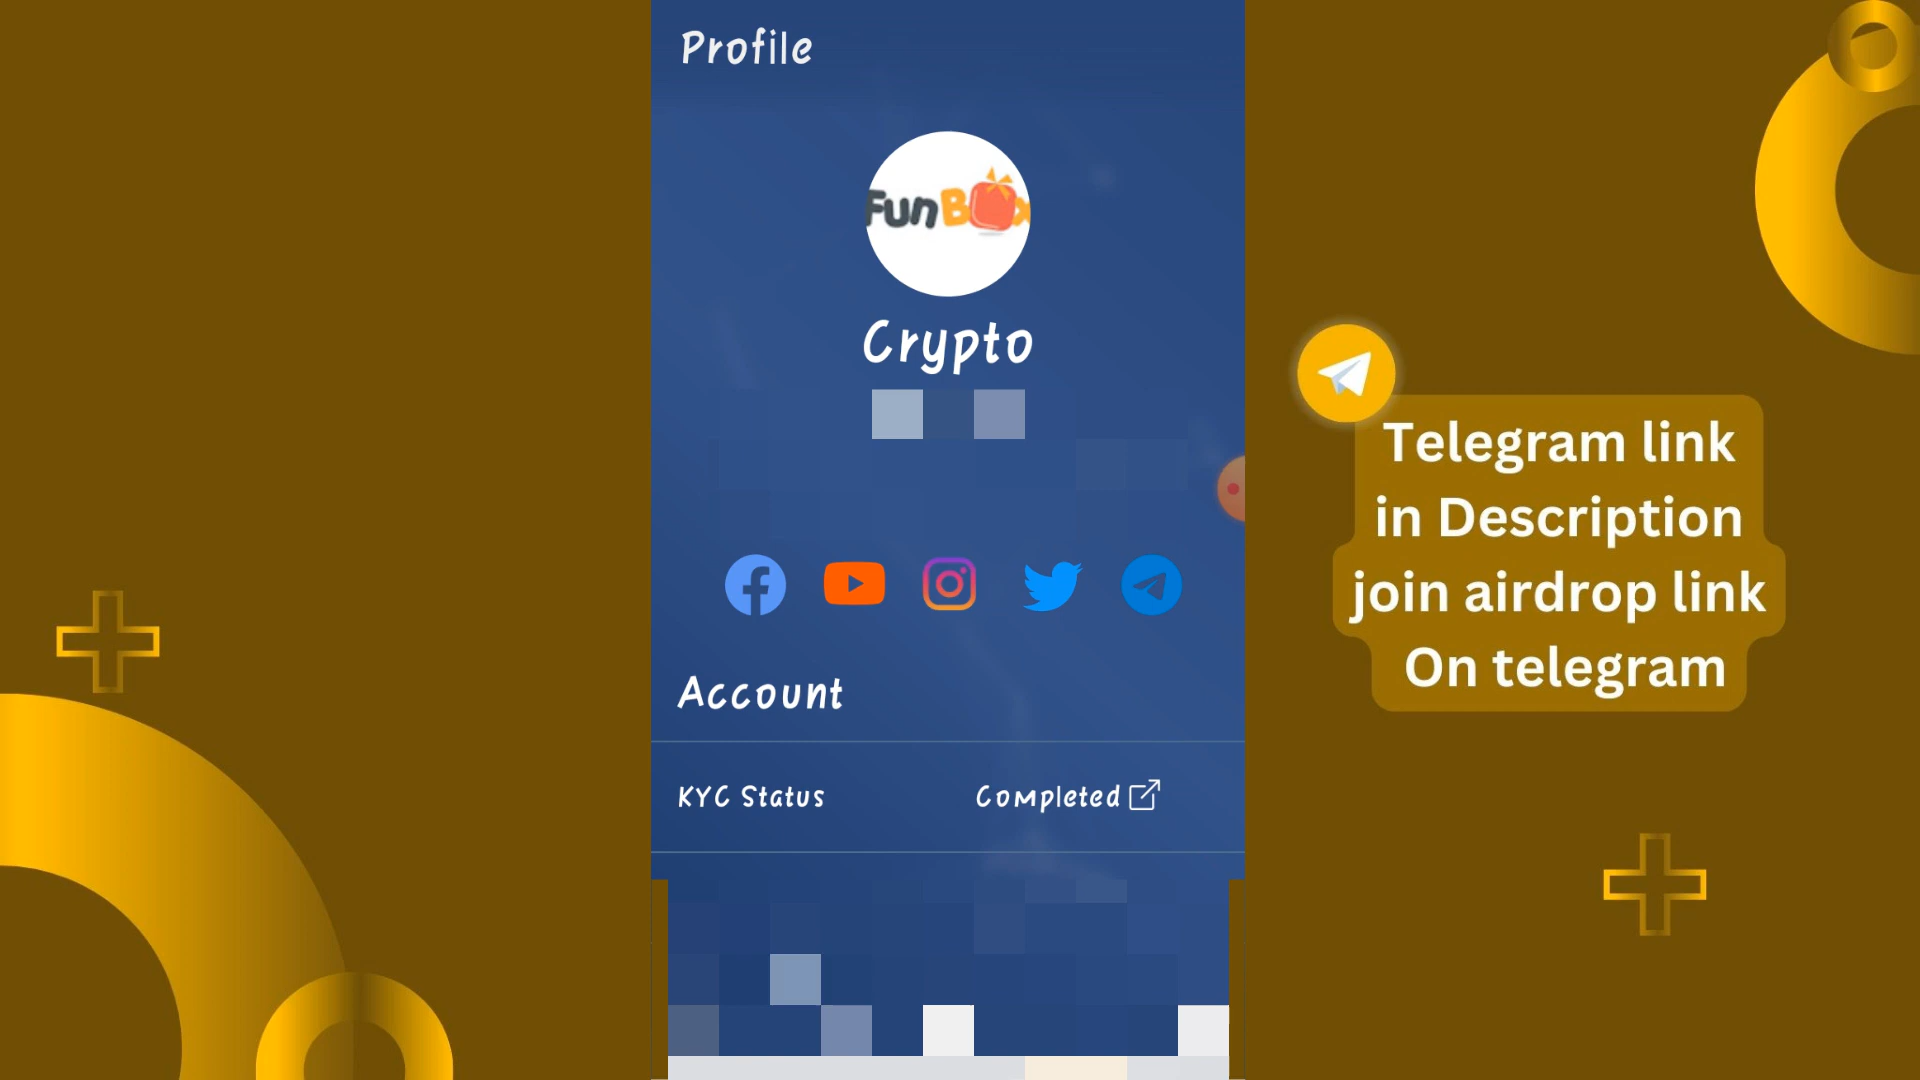 Profile
FunBox
Crypto
Account
KYC Status
Completed
Telegram link
in Description
join airdrop link
On telegram